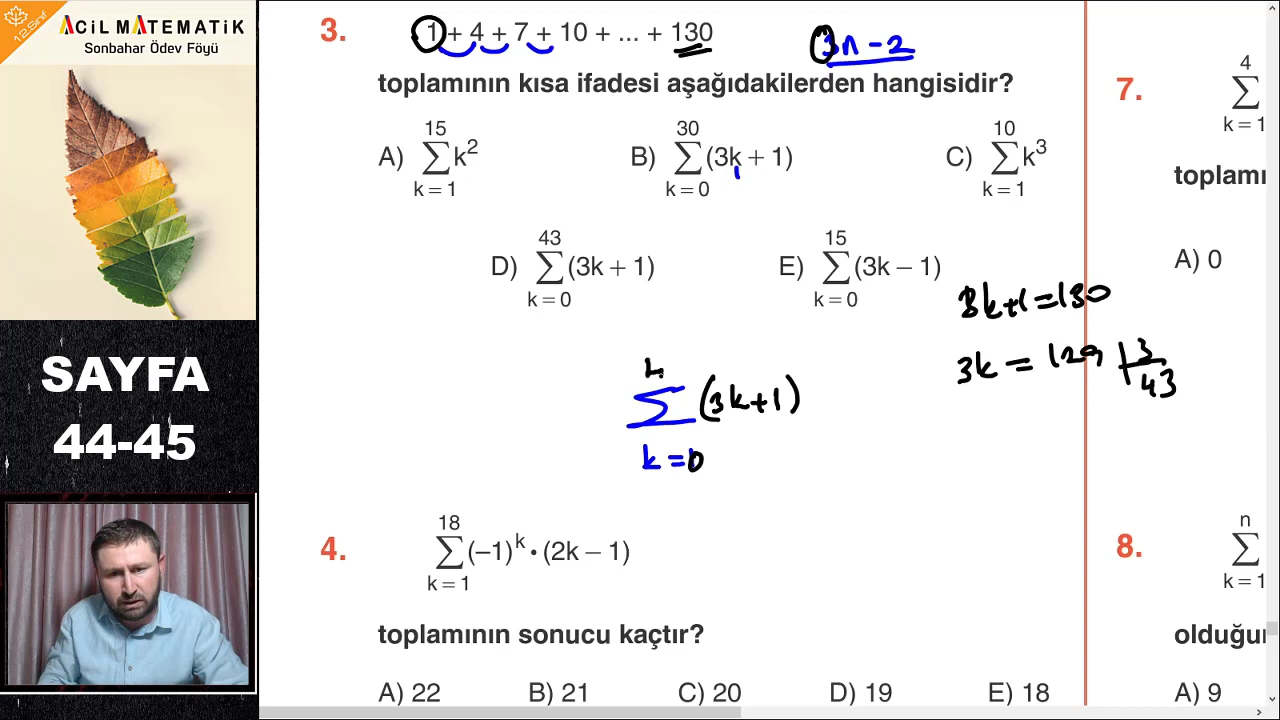 12.Sınıf
ACİL MATEMATİK
Sonbahar Ödev Föyü
SAYFA
44-45
3. 1 + 4 + 7 + 10 + ... + 130
3n - 2
toplamının kısa ifadesi aşağıdakilerden hangisidir?
A) 15 ∑ k = 1 k²
B) 30 ∑ k = 0 (3k + 1)
C) 10 ∑ k = 1 k³
D) 43 ∑ k = 0 (3k + 1)
E) 15 ∑ k = 0 (3k – 1)
3k+1=130
3k = 129 | 3
43
∑ (3k+1)
k = 0
4. 18 ∑ k = 1 (–1)ᵏ • (2k – 1)
toplamının sonucu kaçtır?
A) 22 B) 21 C) 20 D) 19 E) 18
7. 4 ∑ k = 1
A) 0
8. n ∑ k = 1
A) 9